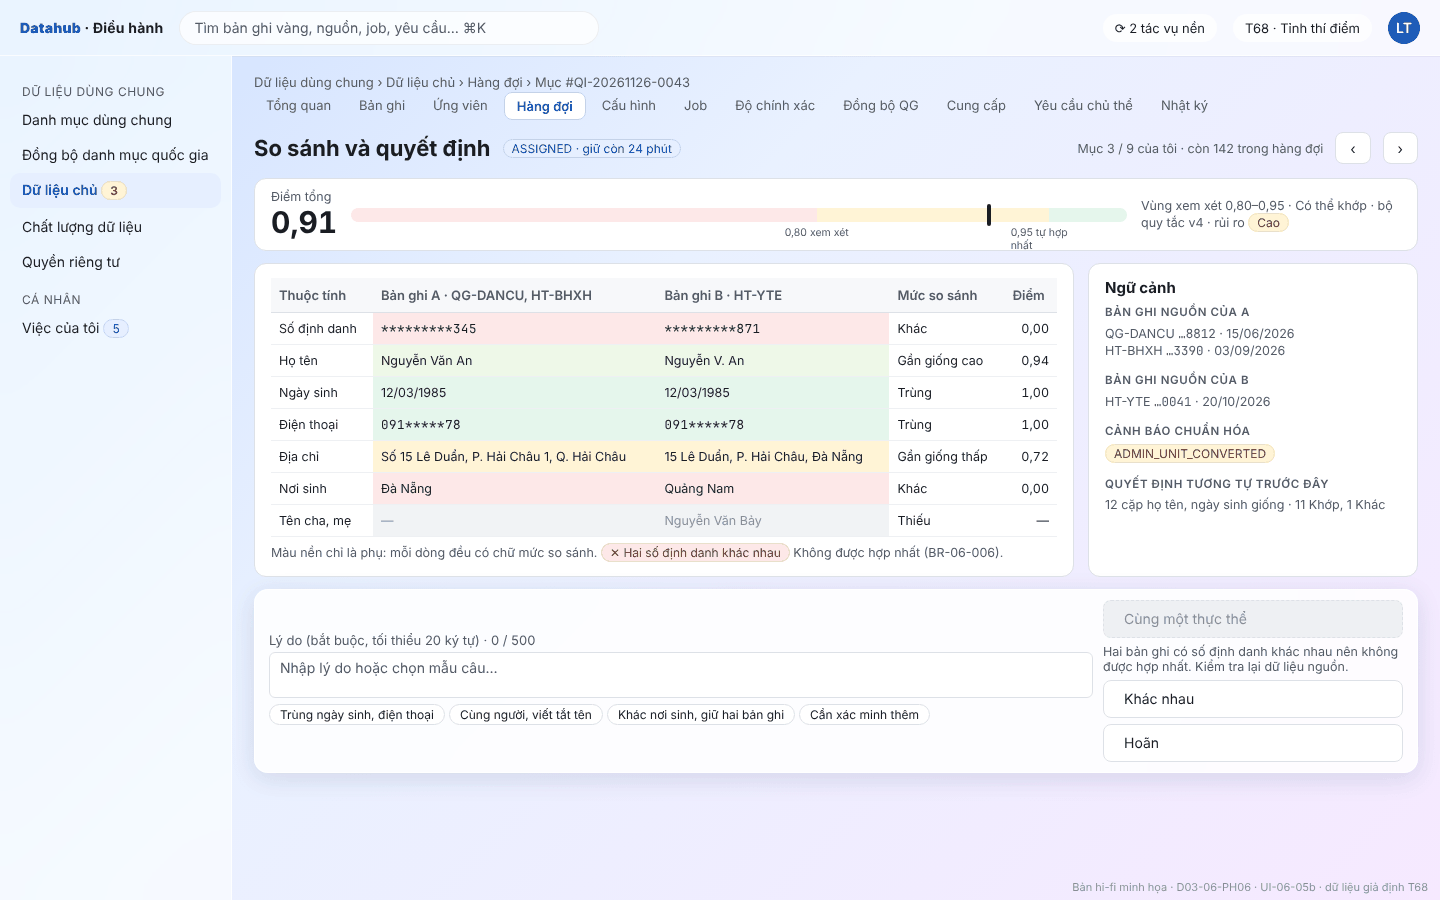 Datahub · Điều hành
Tìm bản ghi vàng, nguồn, job, yêu cầu... ⌘K
⟳ 2 tác vụ nền
T68 · Tỉnh thí điểm
LT
DỮ LIỆU DÙNG CHUNG
Danh mục dùng chung
Đồng bộ danh mục quốc gia
Dữ liệu chủ 3
Chất lượng dữ liệu
Quyền riêng tư
CÁ NHÂN
Việc của tôi 5
Dữ liệu dùng chung › Dữ liệu chủ › Hàng đợi › Mục #QI-20261126-0043
Tổng quan Bản ghi Ứng viên Hàng đợi Cấu hình Job Độ chính xác Đồng bộ QG Cung cấp Yêu cầu chủ thể Nhật ký
So sánh và quyết định
ASSIGNED · giữ còn 24 phút
Mục 3 / 9 của tôi · còn 142 trong hàng đợi ‹ ›
Điểm tổng
0,91
0,80 xem xét
0,95 tự hợp
nhất
Vùng xem xét 0,80–0,95 · Có thể khớp · bộ
quy tắc v4 · rủi ro Cao
Thuộc tính Bản ghi A · QG-DANCU, HT-BHXH Bản ghi B · HT-YTE Mức so sánh Điểm
Số định danh *********345 *********871 Khác 0,00
Họ tên Nguyễn Văn An Nguyễn V. An Gần giống cao 0,94
Ngày sinh 12/03/1985 12/03/1985 Trùng 1,00
Điện thoại 091*****78 091*****78 Trùng 1,00
Địa chỉ Số 15 Lê Duẩn, P. Hải Châu 1, Q. Hải Châu 15 Lê Duẩn, P. Hải Châu, Đà Nẵng Gần giống thấp 0,72
Nơi sinh Đà Nẵng Quảng Nam Khác 0,00
Tên cha, mẹ — Nguyễn Văn Bảy Thiếu —
Màu nền chỉ là phụ: mỗi dòng đều có chữ mức so sánh. ✕ Hai số định danh khác nhau Không được hợp nhất (BR-06-006).
Ngữ cảnh
BẢN GHI NGUỒN CỦA A
QG-DANCU …8812 · 15/06/2026
HT-BHXH …3390 · 03/09/2026
BẢN GHI NGUỒN CỦA B
HT-YTE …0041 · 20/10/2026
CẢNH BÁO CHUẨN HÓA
ADMIN_UNIT_CONVERTED
QUYẾT ĐỊNH TƯƠNG TỰ TRƯỚC ĐÂY
12 cặp họ tên, ngày sinh giống · 11 Khớp, 1 Khác
Lý do (bắt buộc, tối thiểu 20 ký tự) · 0 / 500
Nhập lý do hoặc chọn mẫu câu...
Trùng ngày sinh, điện thoại
Cùng người, viết tắt tên
Khác nơi sinh, giữ hai bản ghi
Cần xác minh thêm
Cùng một thực thể
Hai bản ghi có số định danh khác nhau nên không
được hợp nhất. Kiểm tra lại dữ liệu nguồn.
Khác nhau
Hoãn
Bản hi-fi minh họa · D03-06-PH06 · UI-06-05b · dữ liệu giả định T68